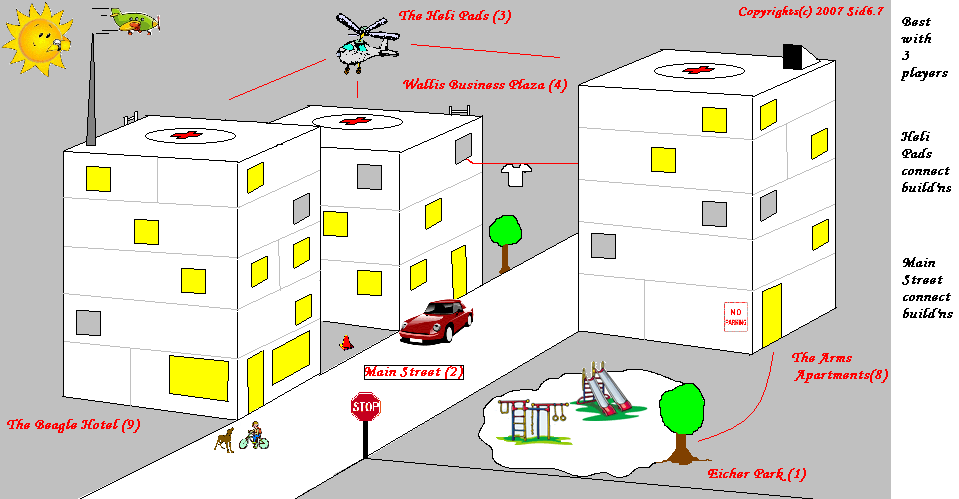 The Heli Pads (3)
Copyrights(c) 2007 Sid6.7
Best
with
3
players
Wallis Business Plaza (4)
Heli
Pads
connect
build'ns
Main
Street
connect
build'ns
NO
PARKING
Main Street (2)
The Arms
Apartments(8)
STOP
The Beagle Hotel (9)
Eicher Park (1)